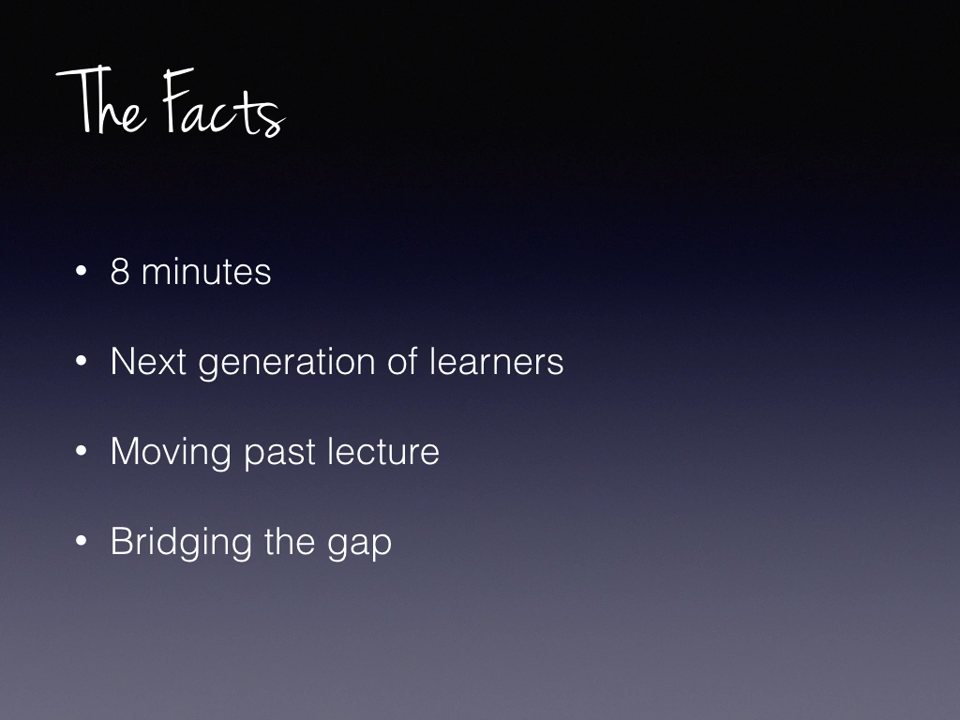 The Facts
• 8 minutes
• Next generation of learners
• Moving past lecture
• Bridging the gap